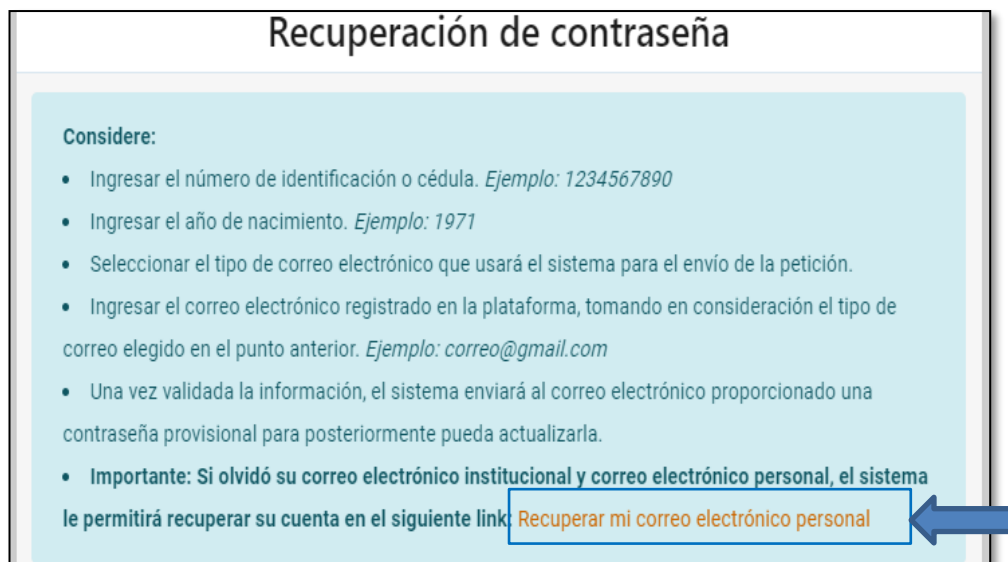 Recuperación de contraseña
Considere:
• Ingresar el número de identificación o cédula. Ejemplo: 1234567890
• Ingresar el año de nacimiento. Ejemplo: 1971
• Seleccionar el tipo de correo electrónico que usará el sistema para el envío de la petición.
• Ingresar el correo electrónico registrado en la plataforma, tomando en consideración el tipo de
correo elegido en el punto anterior. Ejemplo: correo@gmail.com
• Una vez validada la información, el sistema enviará al correo electrónico proporcionado una
contraseña provisional para posteriormente pueda actualizarla.
• Importante: Si olvidó su correo electrónico institucional y correo electrónico personal, el sistema
le permitirá recuperar su cuenta en el siguiente link: Recuperar mi correo electrónico personal